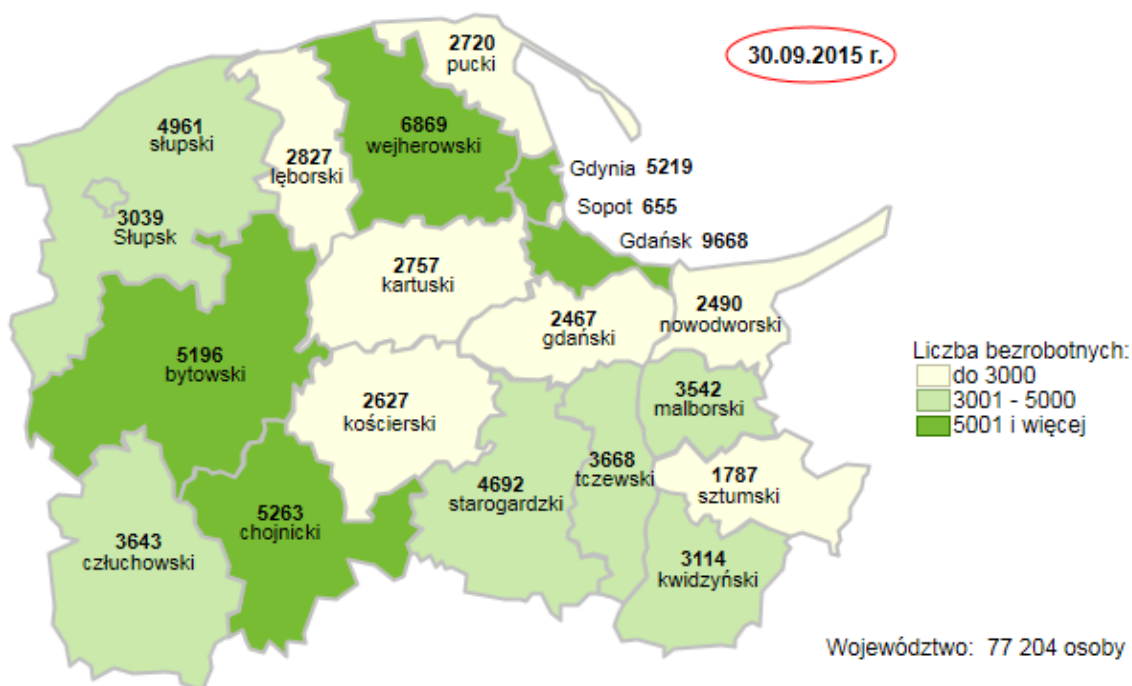 2720
pucki
30.09.2015 r.
4961
słupski
6869
wejherowski
2827
lęborski
Gdynia 5219
Sopot 655
3039
Słupsk
Gdańsk 9668
2757
kartuski
2490
nowodworski
2467
gdański
5196
bytowski
Liczba bezrobotnych:
do 3000
3001 - 5000
5001 i więcej
3542
malborski
2627
kościerski
3668
tczewski
1787
sztumski
4692
starogardzki
5263
chojnicki
3643
człuchowski
3114
kwidzyński
Województwo: 77 204 osoby